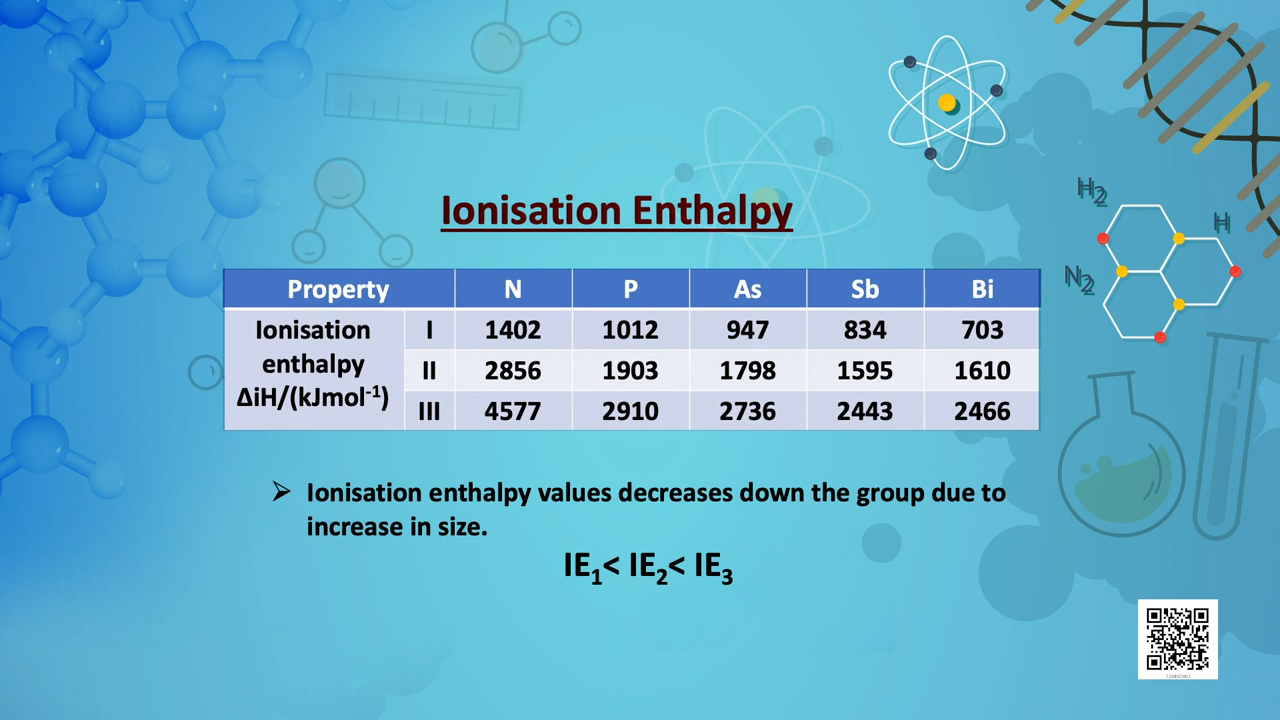 H2
H
N2
Ionisation Enthalpy
Property N P As Sb Bi
Ionisation enthalpy ΔiH/(kJmol⁻¹)
I 1402 1012 947 834 703
II 2856 1903 1798 1595 1610
III 4577 2910 2736 2443 2466
➢ Ionisation enthalpy values decreases down the group due to
increase in size.
IE₁< IE₂< IE₃